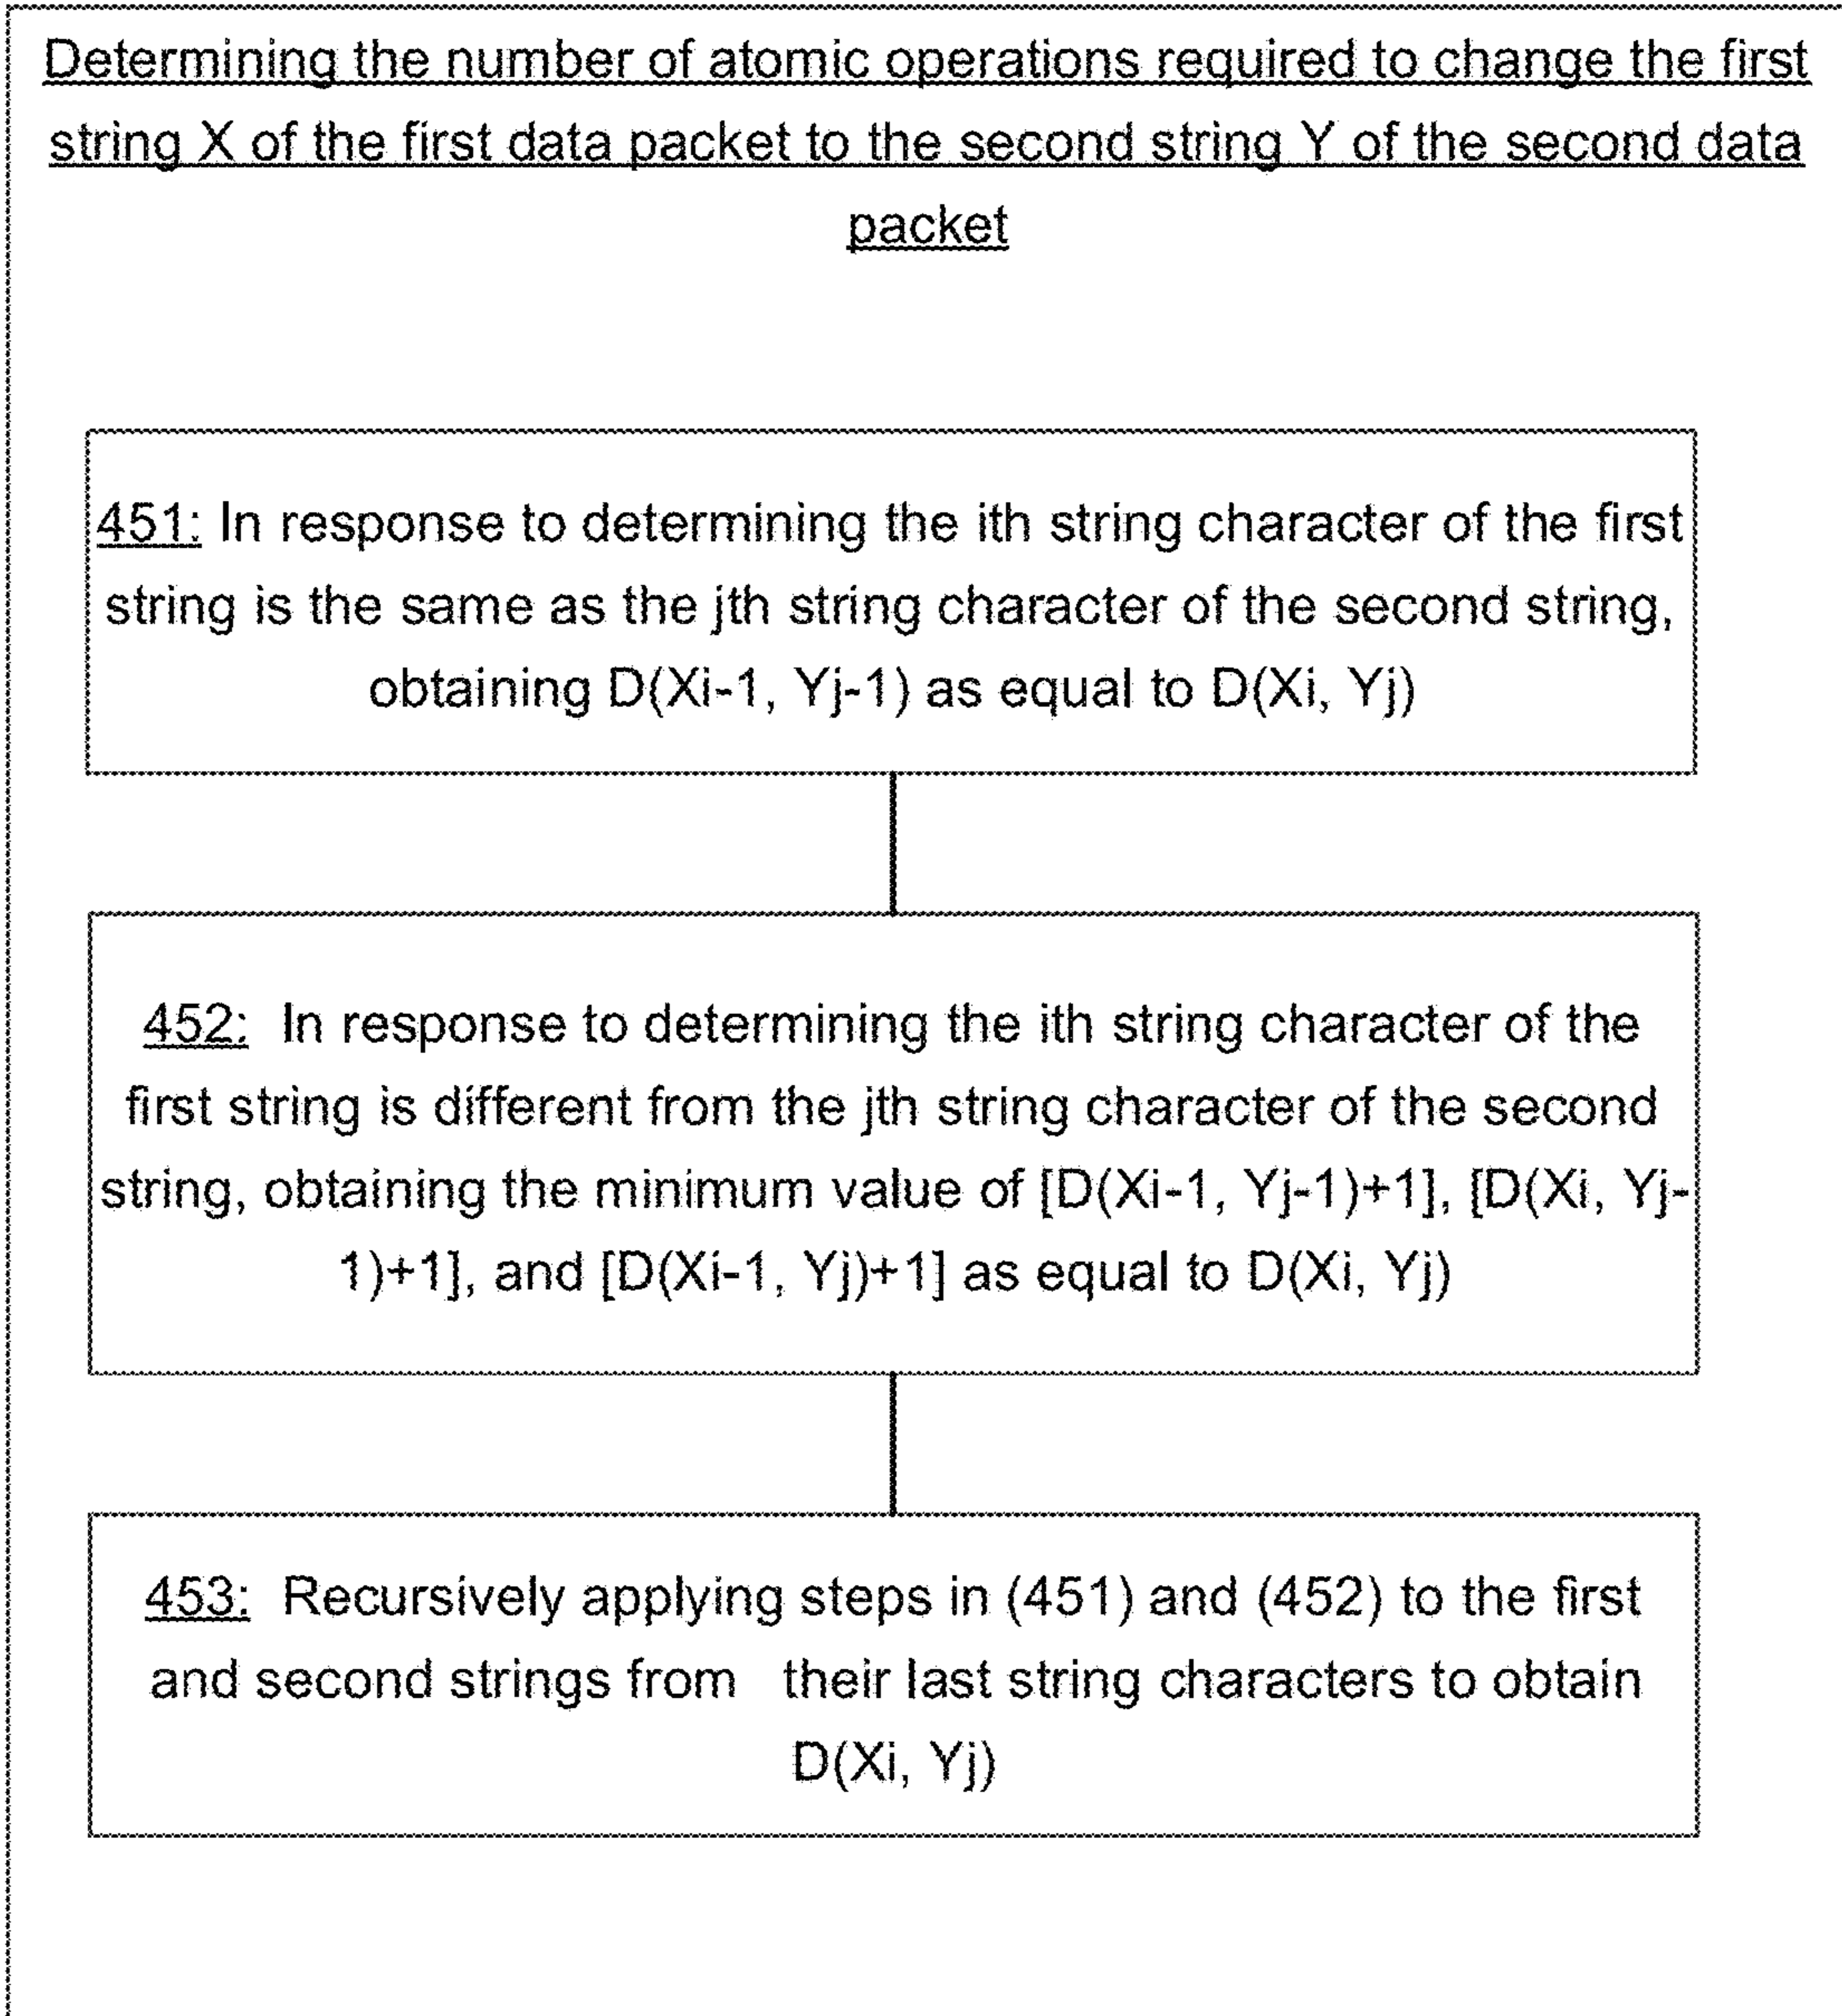 Determining the number of atomic operations required to change the first
string X of the first data packet to the second string Y of the second data
packet
451: In response to determining the ith string character of the first
string is the same as the jth string character of the second string,
obtaining D(Xi-1, Yj-1) as equal to D(Xi, Yj)
452: In response to determining the ith string character of the
first string is different from the jth string character of the second
string, obtaining the minimum value of [D(Xi-1, Yj-1)+1], [D(Xi, Yj-
1)+1], and [D(Xi-1, Yj)+1] as equal to D(Xi, Yj)
453: Recursively applying steps in (451) and (452) to the first
and second strings from their last string characters to obtain
D(Xi, Yj)